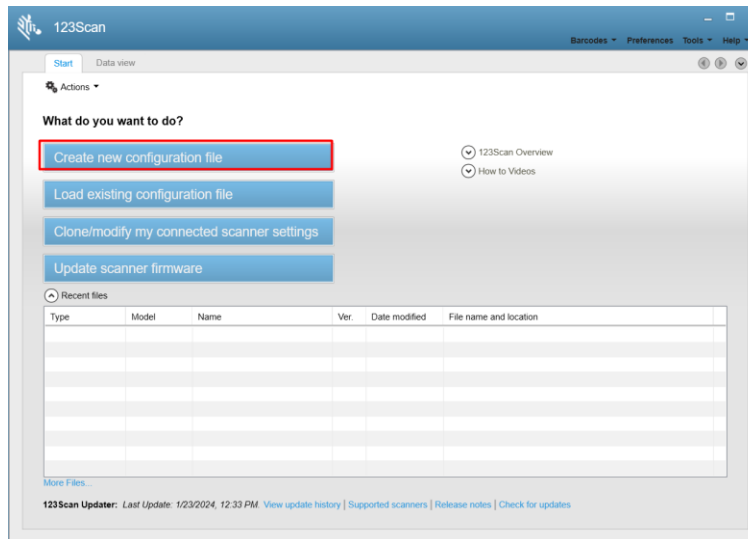 123Scan
Barcodes Preferences Tools Help
Start Data view
Actions
What do you want to do?
Create new configuration file
123Scan Overview
How to Videos
Load existing configuration file
Clone/modify my connected scanner settings
Update scanner firmware
Recent files
Type Model Name Ver. Date modified File name and location
More Files...
123Scan Updater: Last Update: 1/23/2024, 12:33 PM. View update history | Supported scanners | Release notes | Check for updates